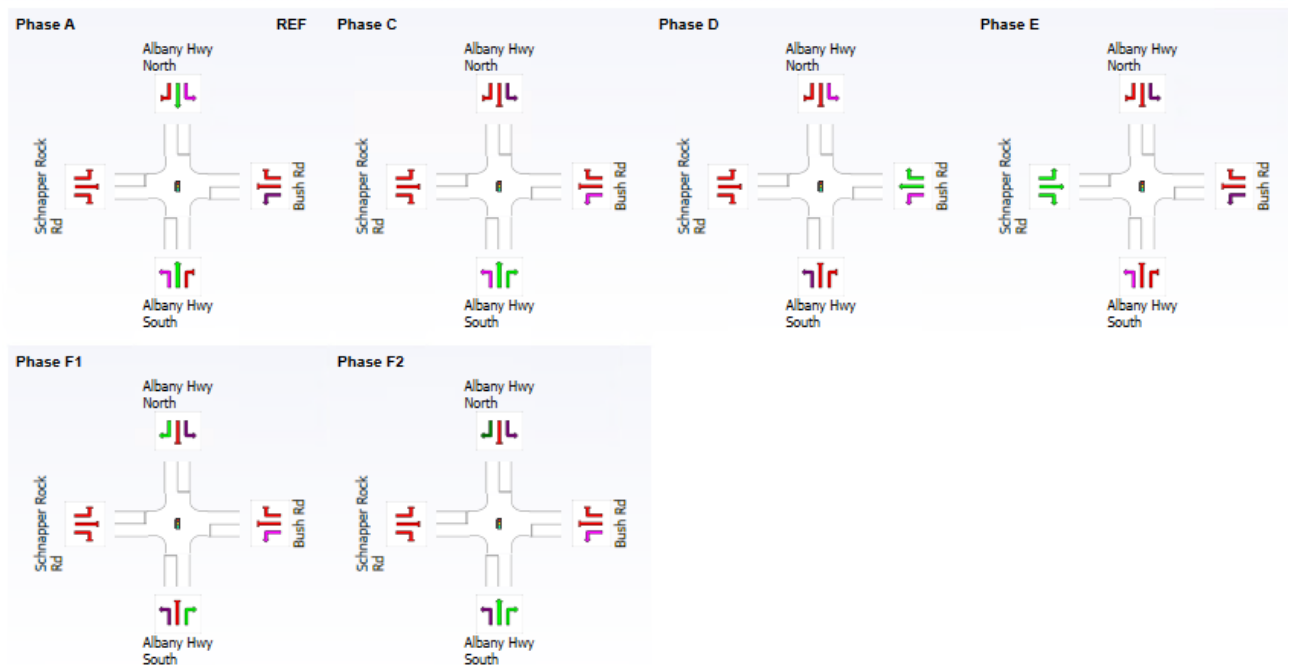 Phase A
REF
Albany Hwy
North
Schnapper Rock
Rd
Bush Rd
Albany Hwy
South
Phase C
Albany Hwy
North
Schnapper Rock
Rd
Bush Rd
Albany Hwy
South
Phase D
Albany Hwy
North
Schnapper Rock
Rd
Bush Rd
Albany Hwy
South
Phase E
Albany Hwy
North
Schnapper Rock
Rd
Bush Rd
Albany Hwy
South
Phase F1
Albany Hwy
North
Schnapper Rock
Rd
Bush Rd
Albany Hwy
South
Phase F2
Albany Hwy
North
Schnapper Rock
Rd
Bush Rd
Albany Hwy
South